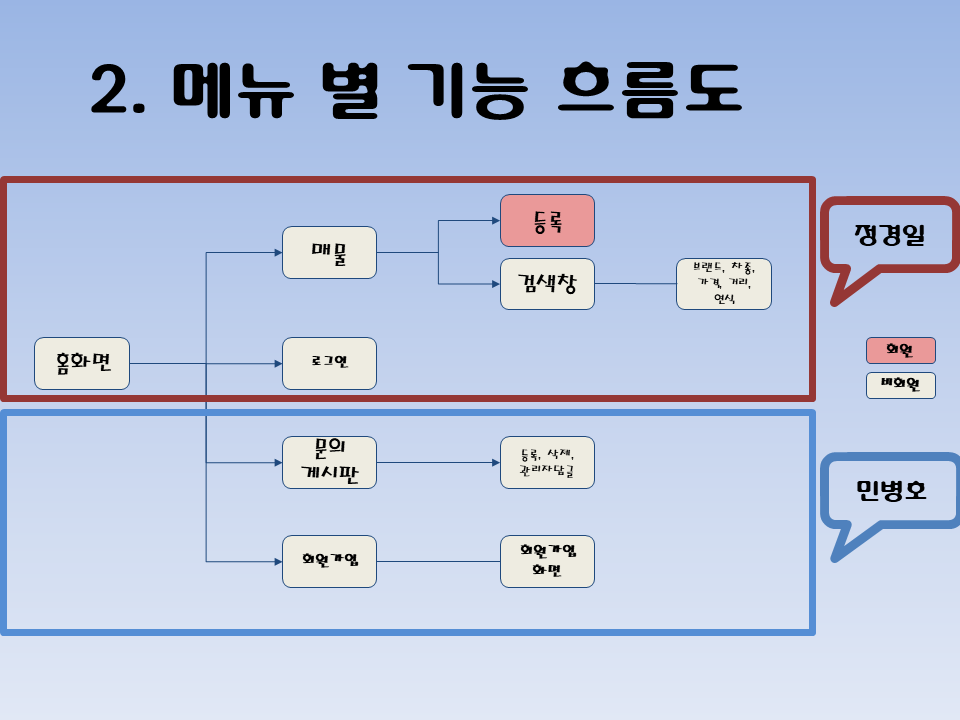 2. 메뉴 별 기능 흐름도
등록
정경일
매물
검색창
브랜드, 차종,
가격, 거리,
연식
홈화면
로그인
회원
비회원
문의
게시판
등록, 삭제,
관리자답글
민병호
회원가입
회원가입
화면